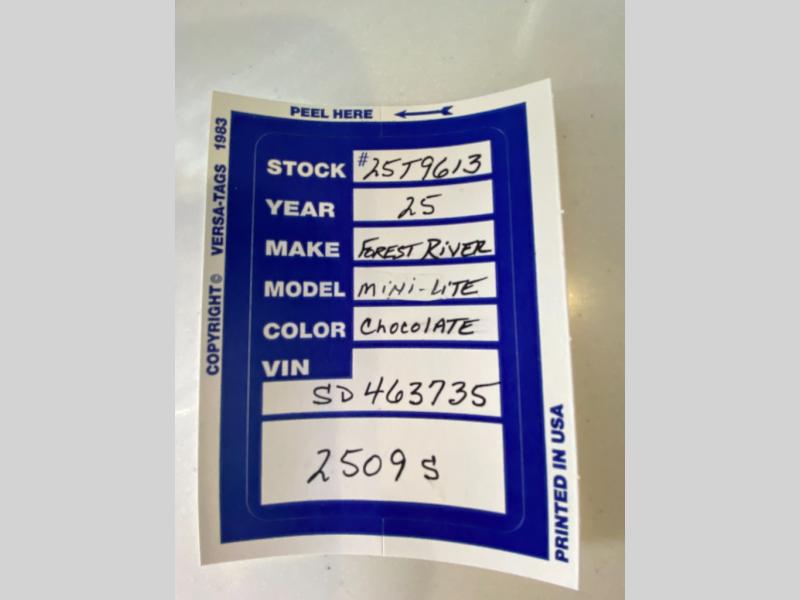 PEEL HERE
COPYRIGHT © VERSA-TAGS 1983
STOCK #25T9613
YEAR 25
MAKE FOREST RIVER
MODEL MiNi-LiTE
COLOR ChocolATE
VIN
SD463735
2509 S
PRINTED IN USA